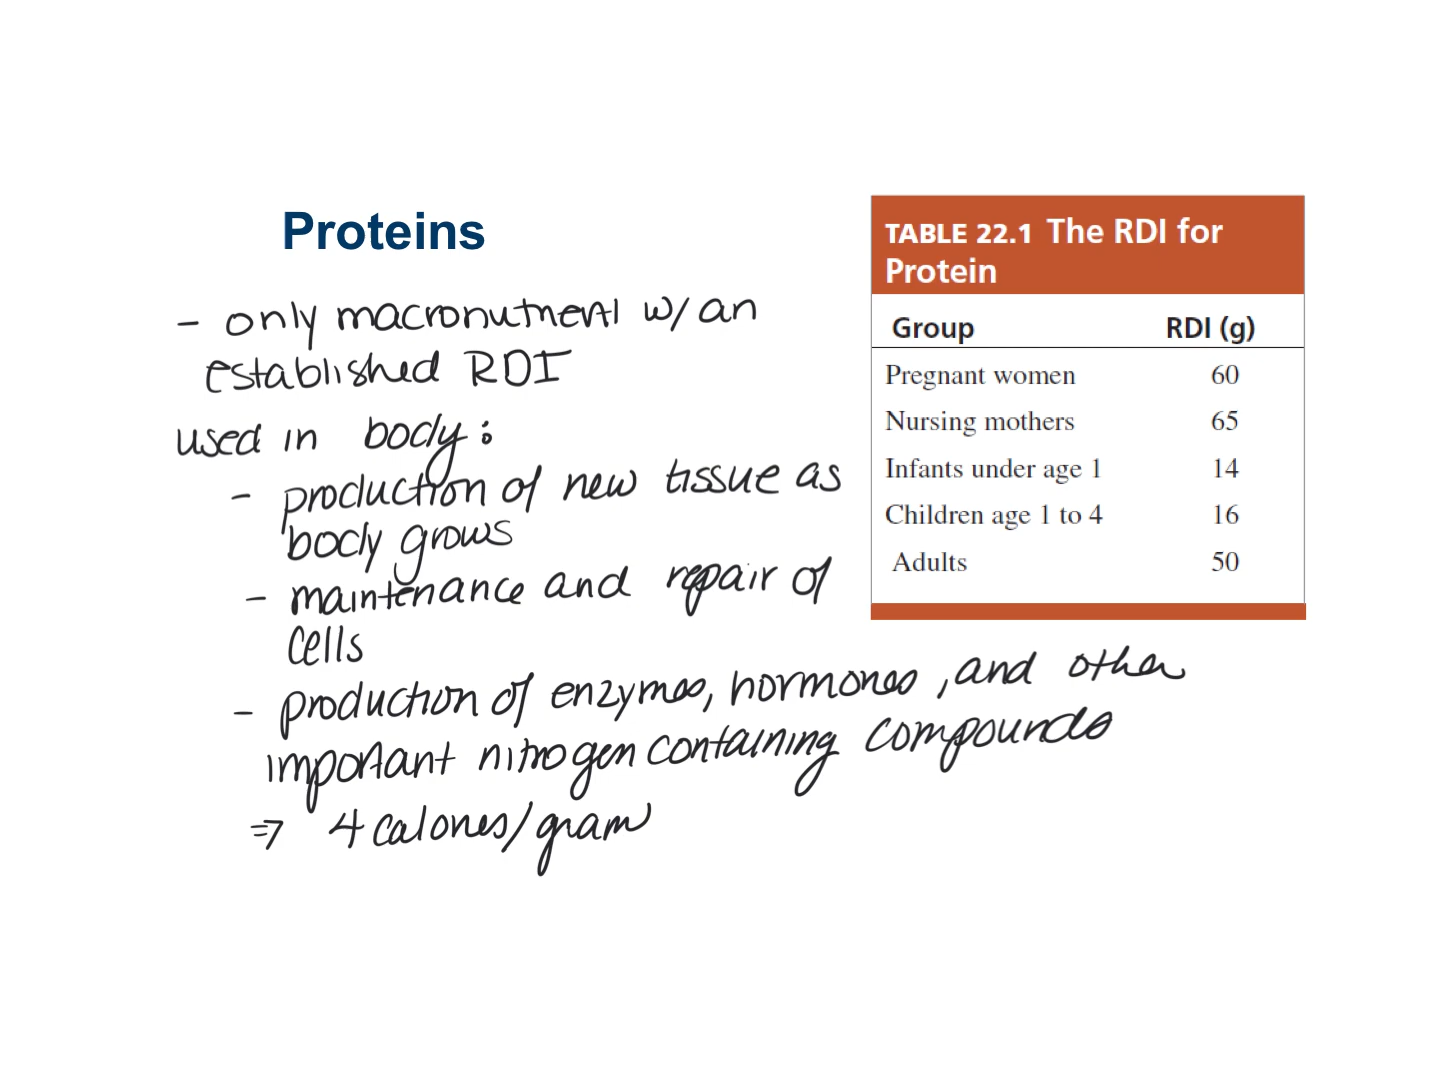 Proteins
- only macronutrient w/ an
established RDI
used in body:
- production of new tissue as
body grows
- maintenance and repair of
cells
- production of enzymes, hormones, and other
important nitrogen containing compounds
⇒ 4 calories/gram
TABLE 22.1 The RDI for
Protein
Group RDI (g)
Pregnant women 60
Nursing mothers 65
Infants under age 1 14
Children age 1 to 4 16
Adults 50